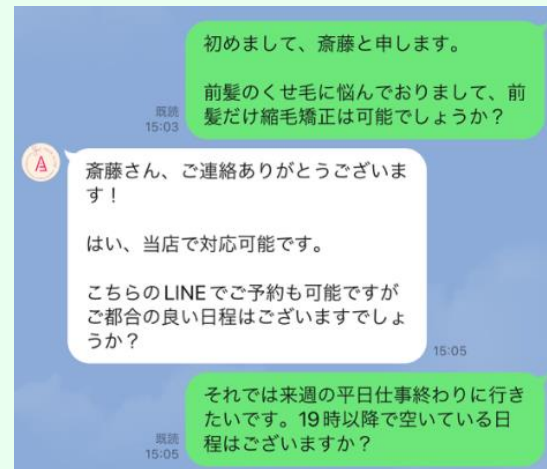 初めまして、斎藤と申します。
前髪のくせ毛に悩んでおりまして、前
髪だけ縮毛矯正は可能でしょうか？
既読
15:03
A
斎藤さん、ご連絡ありがとうございま
す！
はい、当店で対応可能です。
こちらのLINEでご予約も可能ですが
ご都合の良い日程はございますでしょ
うか？
15:05
それでは来週の平日仕事終わりに行き
たいです。19時以降で空いている日
程はございますか？
既読
15:05